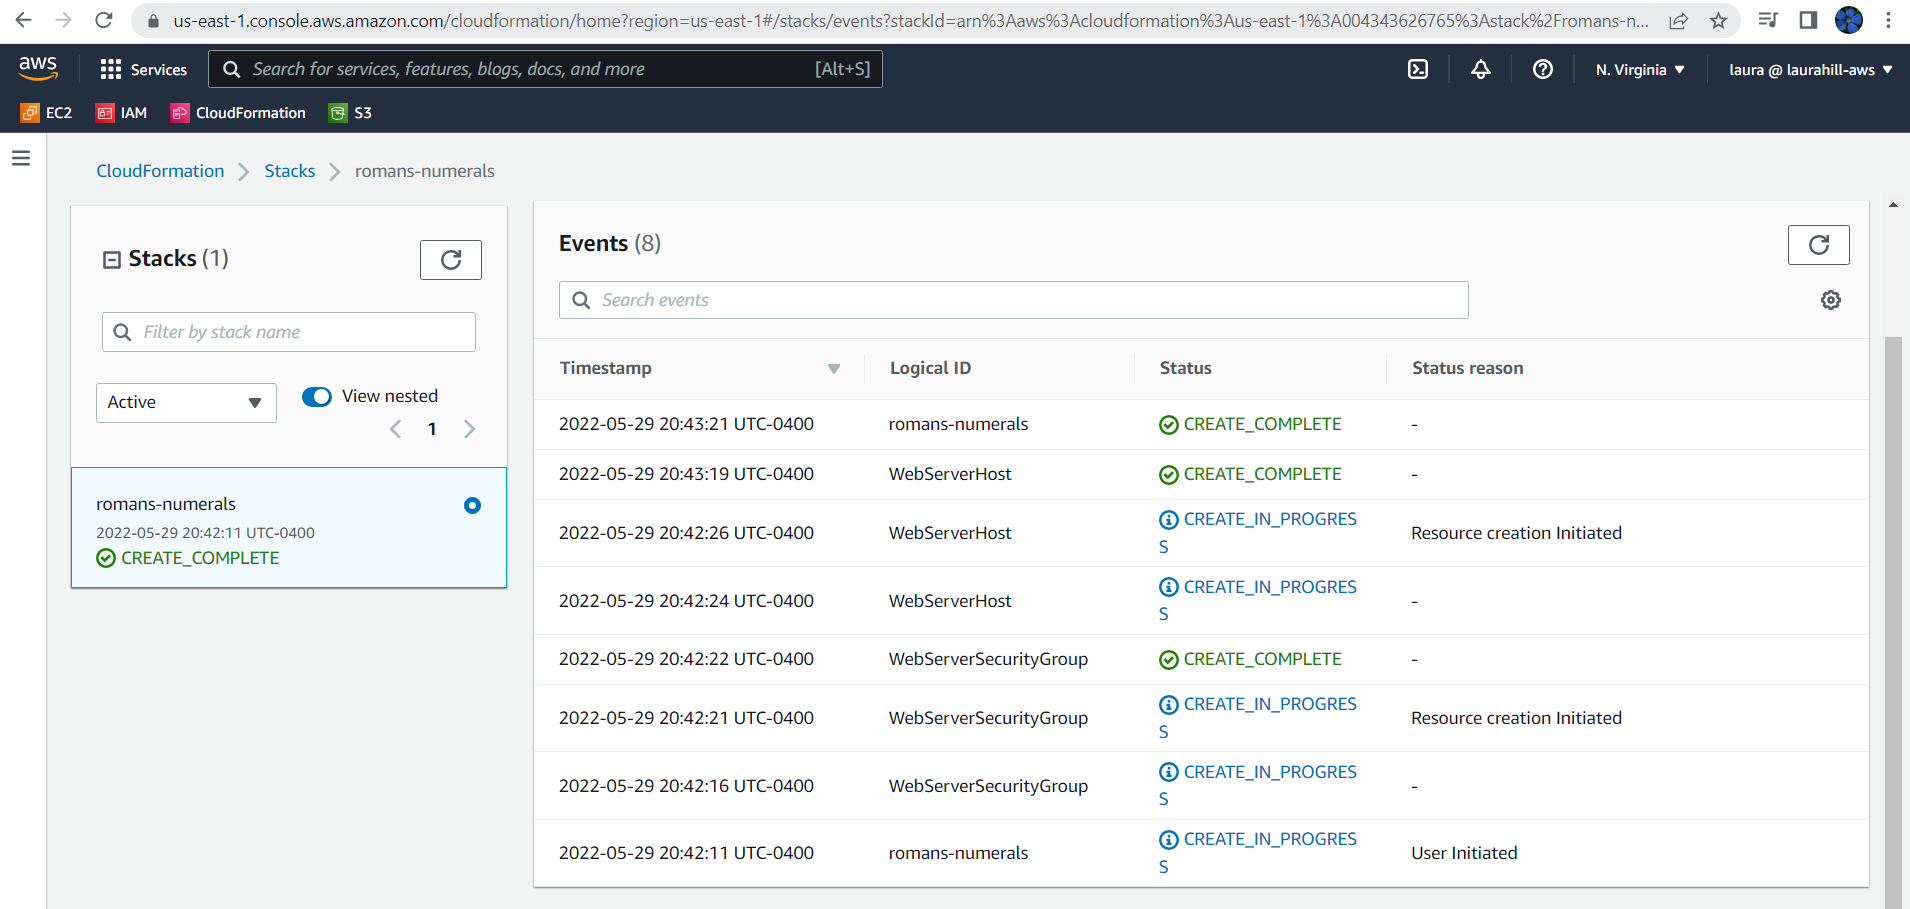 us-east-1.console.aws.amazon.com/cloudformation/home?region=us-east-1#/stacks/events?stackId=arn%3Aaws%3Acloudformation%3Aus-east-1%3A004343626765%3Astack%2Fromans-n...
aws Services Search for services, features, blogs, docs, and more [Alt+S] N. Virginia ▼ laura @ laurahill-aws ▼
EC2 IAM CloudFormation S3
CloudFormation > Stacks > romans-numerals
Stacks (1)
Filter by stack name
Active
View nested
1
romans-numerals
2022-05-29 20:42:11 UTC-0400
CREATE_COMPLETE
Events (8)
Search events
Timestamp Logical ID Status Status reason
2022-05-29 20:43:21 UTC-0400 romans-numerals CREATE_COMPLETE -
2022-05-29 20:43:19 UTC-0400 WebServerHost CREATE_COMPLETE -
2022-05-29 20:42:26 UTC-0400 WebServerHost CREATE_IN_PROGRES
S Resource creation Initiated
2022-05-29 20:42:24 UTC-0400 WebServerHost CREATE_IN_PROGRES
S -
2022-05-29 20:42:22 UTC-0400 WebServerSecurityGroup CREATE_COMPLETE -
2022-05-29 20:42:21 UTC-0400 WebServerSecurityGroup CREATE_IN_PROGRES
S Resource creation Initiated
2022-05-29 20:42:16 UTC-0400 WebServerSecurityGroup CREATE_IN_PROGRES
S -
2022-05-29 20:42:11 UTC-0400 romans-numerals CREATE_IN_PROGRES
S User Initiated